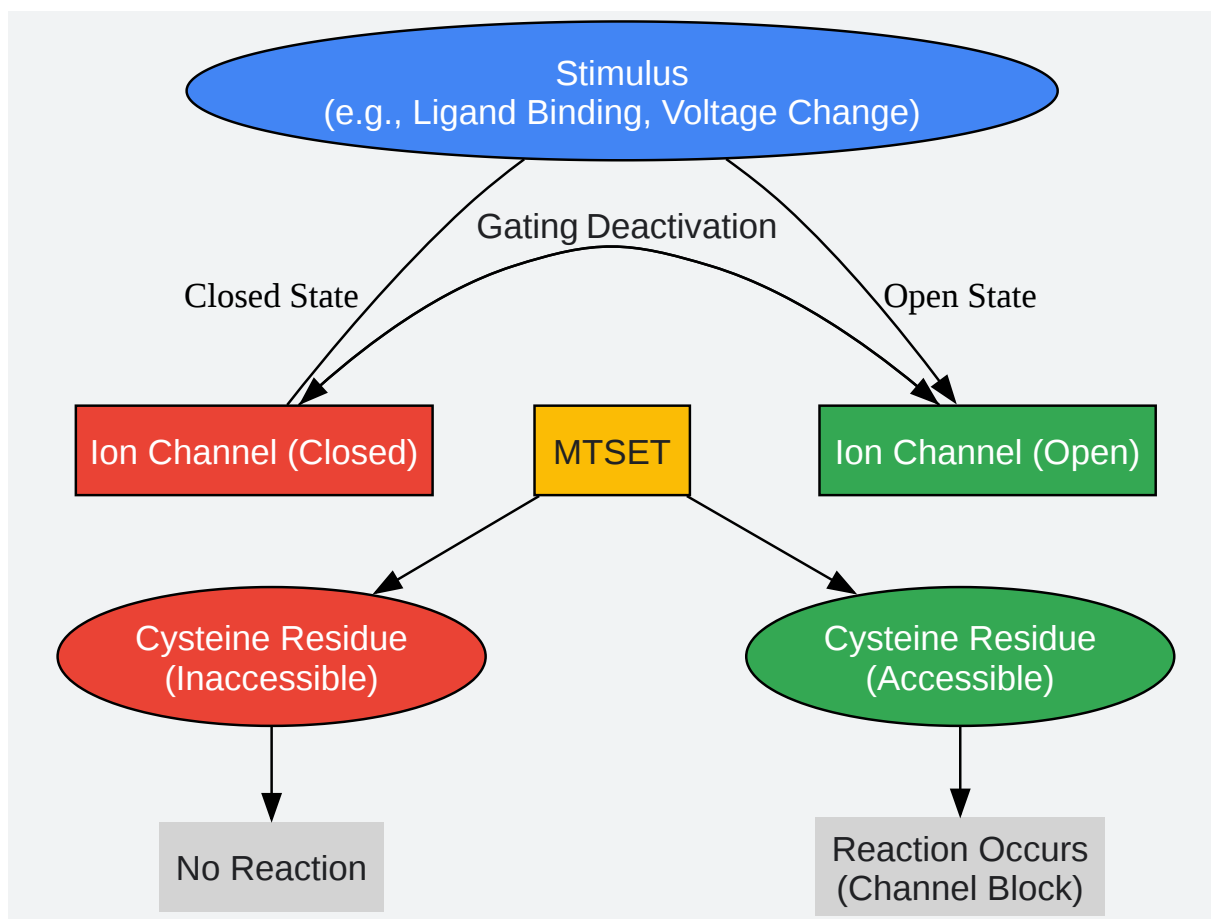 Stimulus
(e.g., Ligand Binding, Voltage Change)
Gating Deactivation
Closed State
Open State
Ion Channel (Closed)
MTSET
Ion Channel (Open)
Cysteine Residue
(Inaccessible)
Cysteine Residue
(Accessible)
No Reaction
Reaction Occurs
(Channel Block)